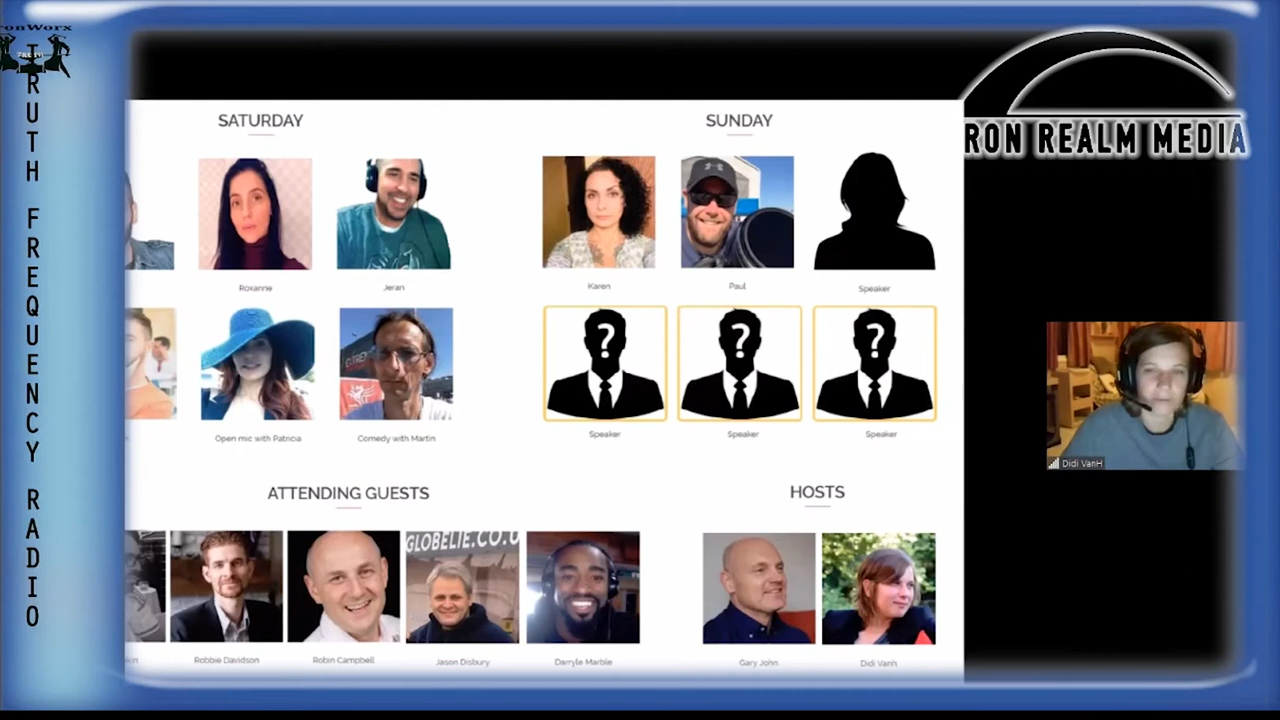 ronWorx
TRUTH FREQUENCY RADIO
RON REALM MEDIA
SATURDAY
SUNDAY
Roxanne
Jeran
Karen
Paul
Speaker
?
?
?
Open mic with Patricia
Comedy with Martin
Speaker
Speaker
Speaker
ATTENDING GUESTS
HOSTS
GLOBELIE.CO.U
Robbie Davidson
Robin Campbell
Jason Disbury
Darryle Marble
Gary John
Didi Vanh
Didi VanH